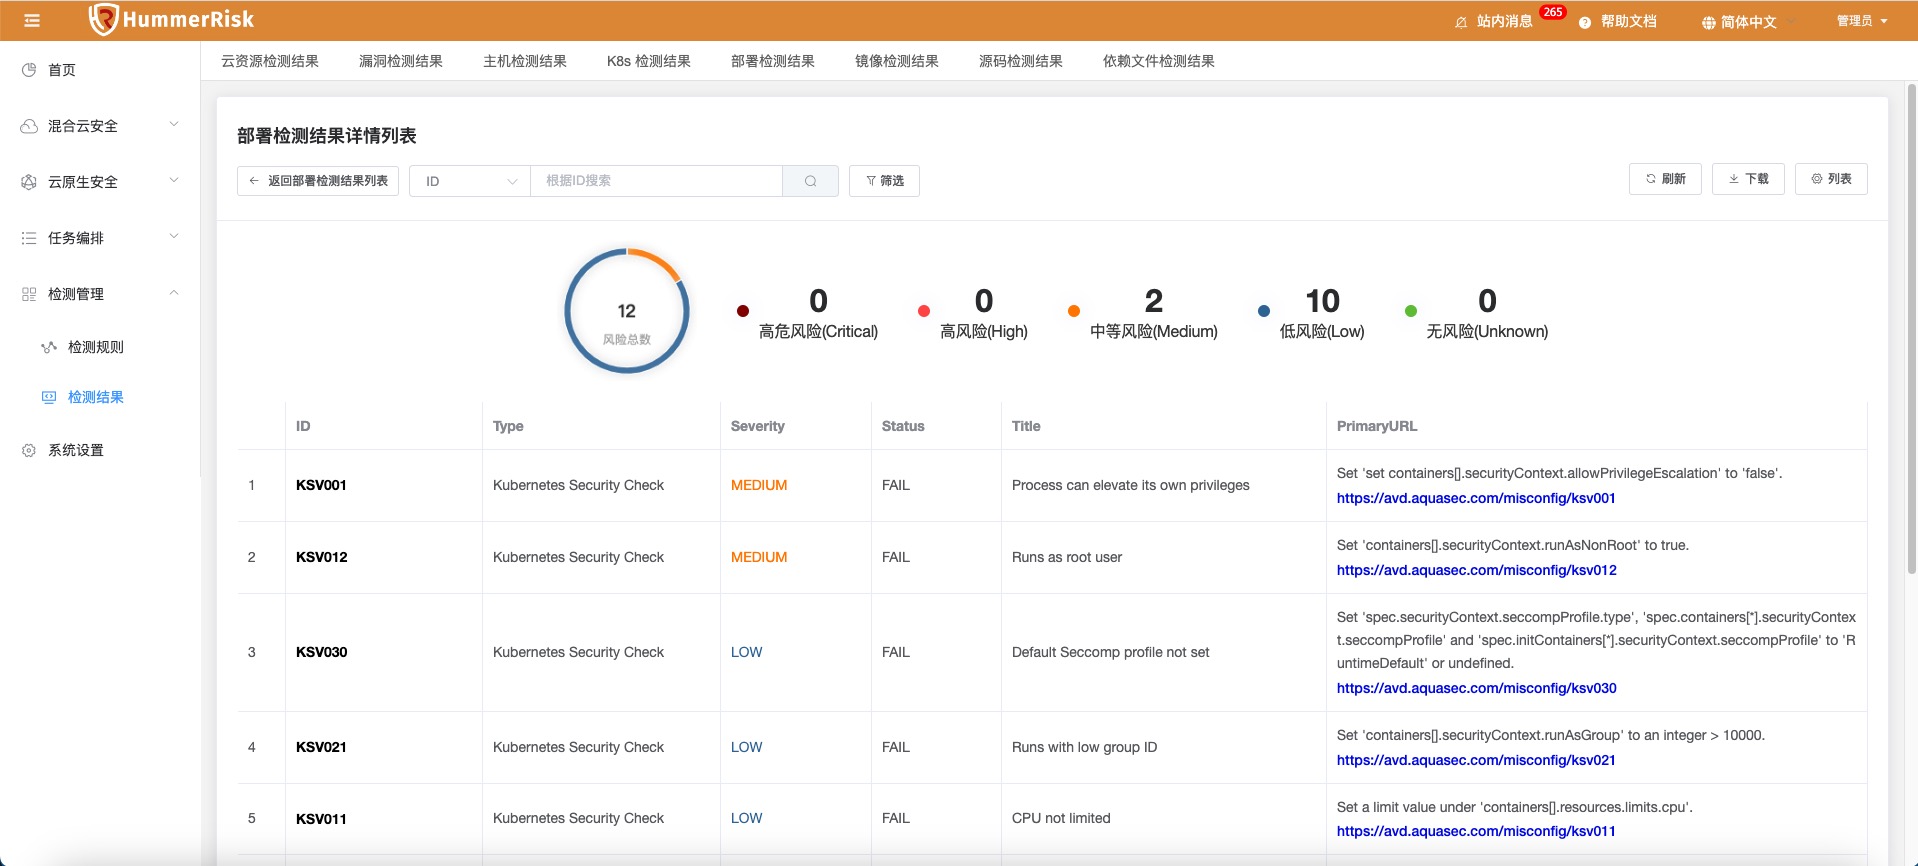 HummerRisk
站内消息 265
帮助文档
简体中文
管理员
首页
混合云安全
云原生安全
任务编排
检测管理
检测规则
检测结果
系统设置
云资源检测结果 漏洞检测结果 主机检测结果 K8s 检测结果 部署检测结果 镜像检测结果 源码检测结果 依赖文件检测结果
部署检测结果详情列表
返回部署检测结果列表 ID 根据ID搜索 筛选 刷新 下载 列表
12
风险总数
0
高危风险(Critical)
0
高风险(High)
2
中等风险(Medium)
10
低风险(Low)
0
无风险(Unknown)
ID Type Severity Status Title PrimaryURL
1 KSV001 Kubernetes Security Check MEDIUM FAIL Process can elevate its own privileges Set 'set containers[].securityContext.allowPrivilegeEscalation' to 'false'.
https://avd.aquasec.com/misconfig/ksv001
2 KSV012 Kubernetes Security Check MEDIUM FAIL Runs as root user Set 'containers[].securityContext.runAsNonRoot' to true.
https://avd.aquasec.com/misconfig/ksv012
3 KSV030 Kubernetes Security Check LOW FAIL Default Seccomp profile not set Set 'spec.securityContext.seccompProfile.type', 'spec.containers[*].securityContex
t.seccompProfile' and 'spec.initContainers[*].securityContext.seccompProfile' to 'R
untimeDefault' or undefined.
https://avd.aquasec.com/misconfig/ksv030
4 KSV021 Kubernetes Security Check LOW FAIL Runs with low group ID Set 'containers[].securityContext.runAsGroup' to an integer > 10000.
https://avd.aquasec.com/misconfig/ksv021
5 KSV011 Kubernetes Security Check LOW FAIL CPU not limited Set a limit value under 'containers[].resources.limits.cpu'.
https://avd.aquasec.com/misconfig/ksv011